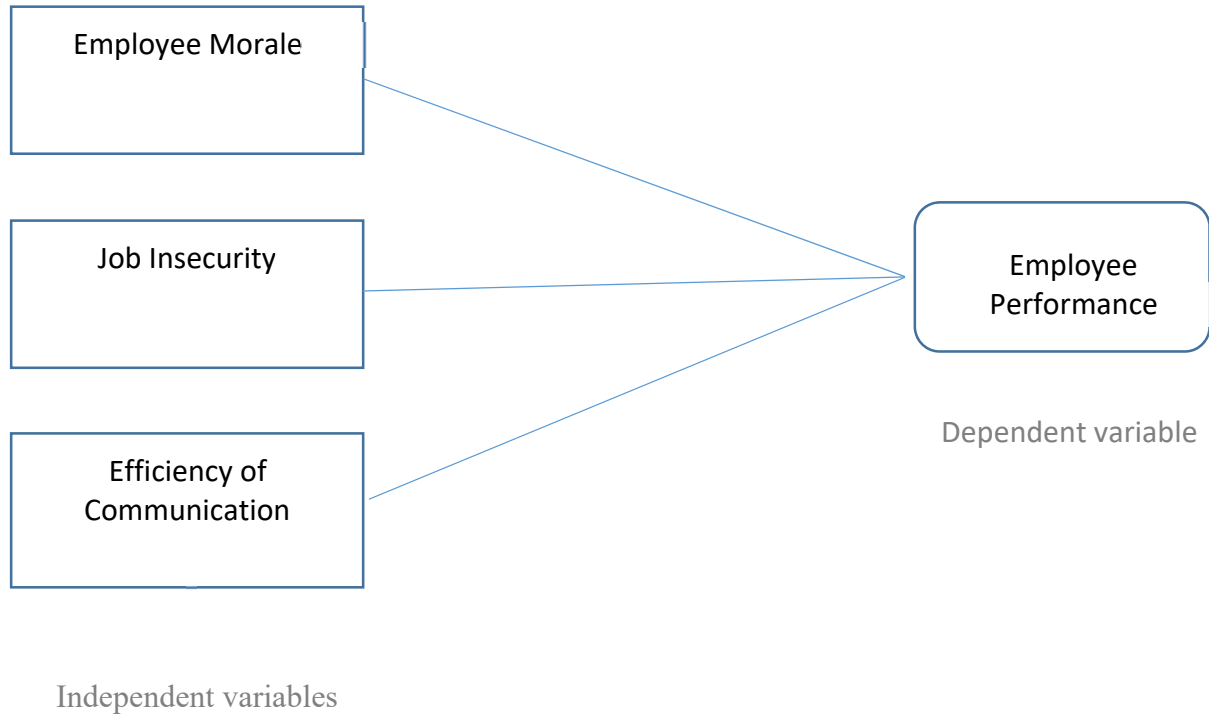 Employee Morale
Job Insecurity
Efficiency of
Communication
Employee
Performance
Dependent variable
Independent variables